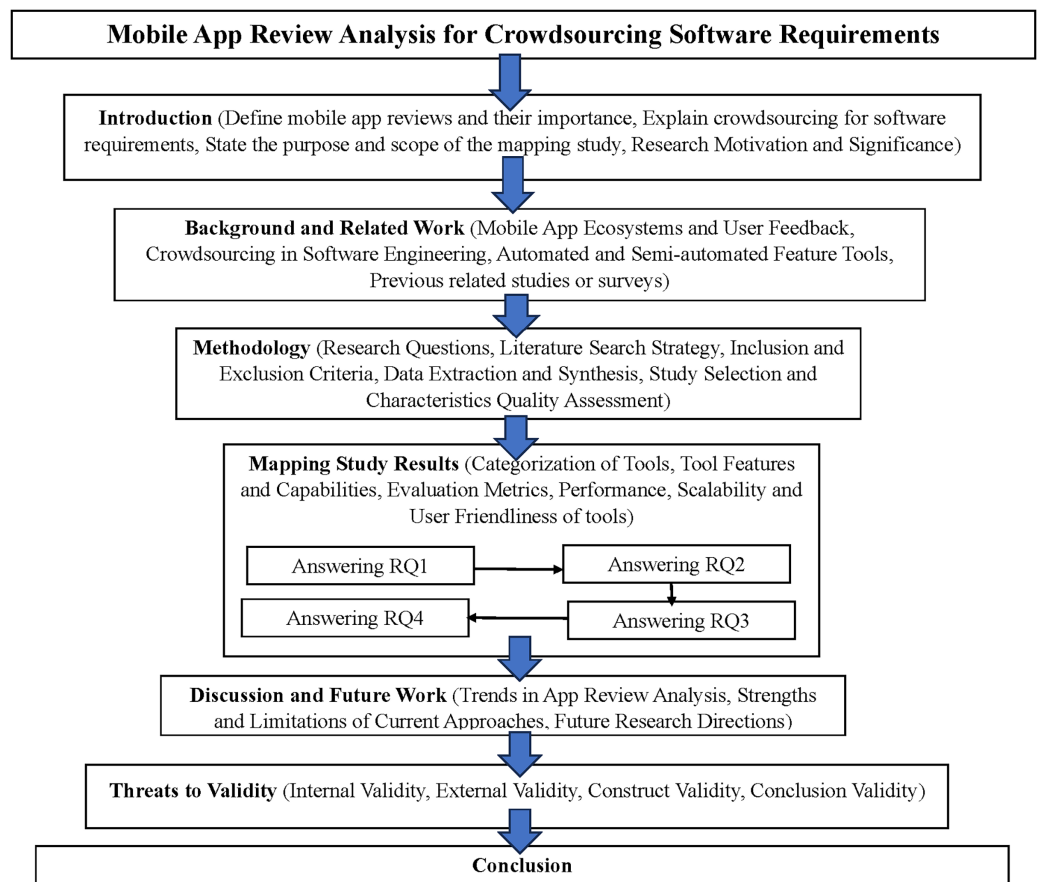 Mobile App Review Analysis for Crowdsourcing Software Requirements
Introduction (Define mobile app reviews and their importance, Explain crowdsourcing for software
requirements, State the purpose and scope of the mapping study, Research Motivation and Significance)
Background and Related Work (Mobile App Ecosystems and User Feedback,
Crowdsourcing in Software Engineering, Automated and Semi-automated Feature Tools,
Previous related studies or surveys)
Methodology (Research Questions, Literature Search Strategy, Inclusion and
Exclusion Criteria, Data Extraction and Synthesis, Study Selection and
Characteristics Quality Assessment)
Mapping Study Results (Categorization of Tools, Tool Features
and Capabilities, Evaluation Metrics, Performance, Scalability and
User Friendliness of tools)
Answering RQ1
Answering RQ2
Answering RQ3
Answering RQ4
Discussion and Future Work (Trends in App Review Analysis, Strengths
and Limitations of Current Approaches, Future Research Directions)
Threats to Validity (Internal Validity, External Validity, Construct Validity, Conclusion Validity)
Conclusion